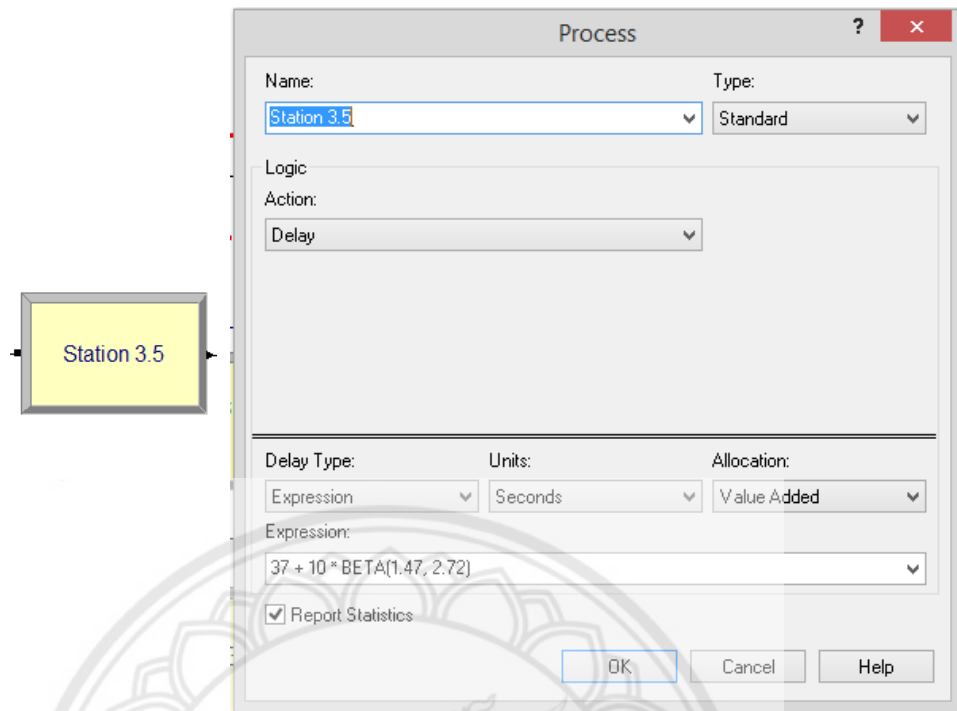 Process
?
Name:
Type:
Station 3.5
Standard
Logic
Action:
Delay
Station 3.5
Delay Type:
Units:
Allocation:
Expression
Seconds
Value Added
Expression:
37 + 10 * BETA(1.47, 2.72)
Report Statistics
OK
Cancel
Help